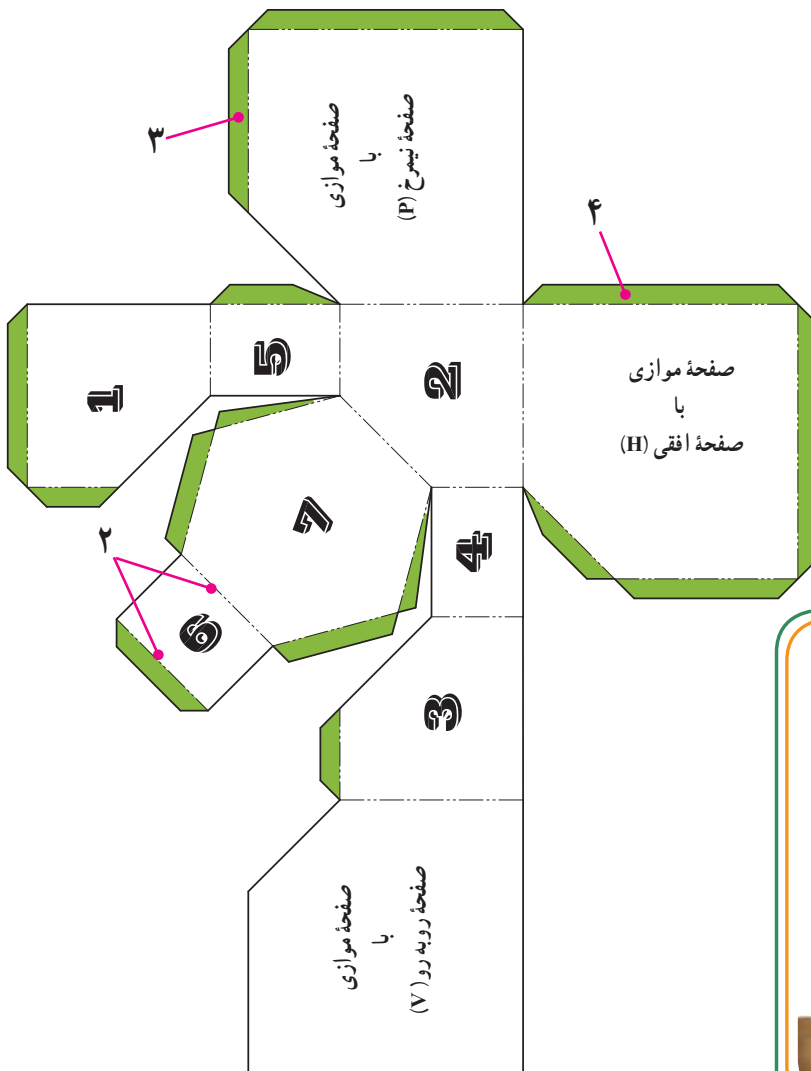 صفحهٔ موازی
با
صفحهٔ نیمرخ (P)
۳
۴
1
5
2
صفحهٔ موازی
با
صفحهٔ افقی (H)
7
۲
6
4
3
صفحهٔ موازی
با
صفحهٔ روبه رو (V)